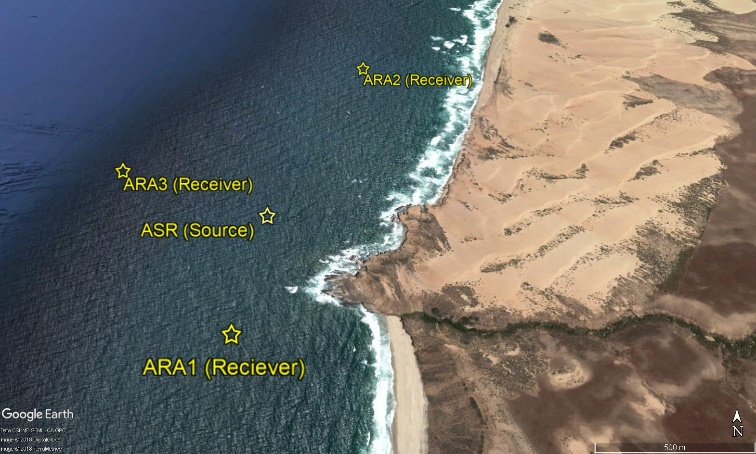 ARA2 (Receiver)
ARA3 (Receiver)
ASR (Source)
ARA1 (Reciever)
Google Earth
N
500 m